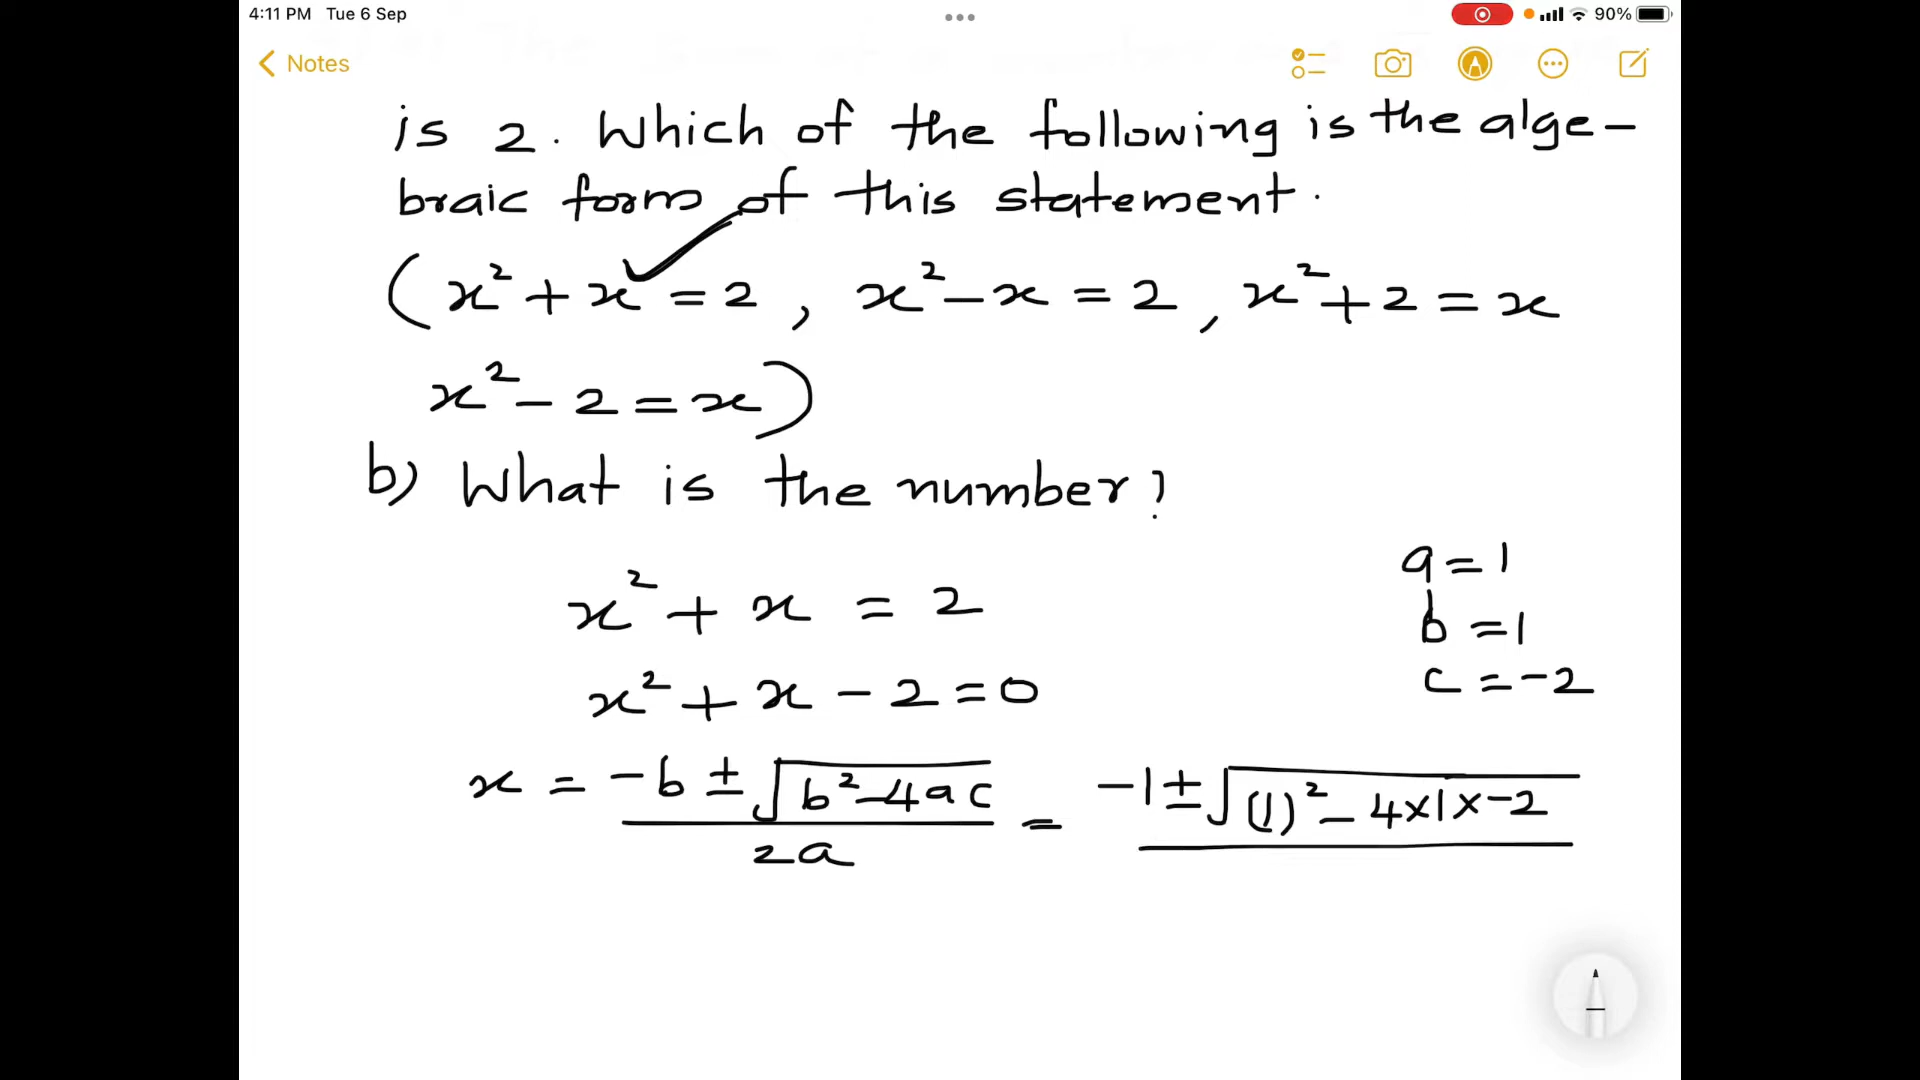 4:11 PM Tue 6 Sep
90%
Notes
is 2. Which of the following is the alge-
braic form of this statement.
(x² + x = 2, x² - x = 2, x² + 2 = x
x² - 2 = x)
b) What is the number?
x² + x = 2
x² + x - 2 = 0
a = 1
b = 1
c = -2
x = (-b ± √(b² - 4ac))/2a = -1 ± √((1)² - 4×1×-2)